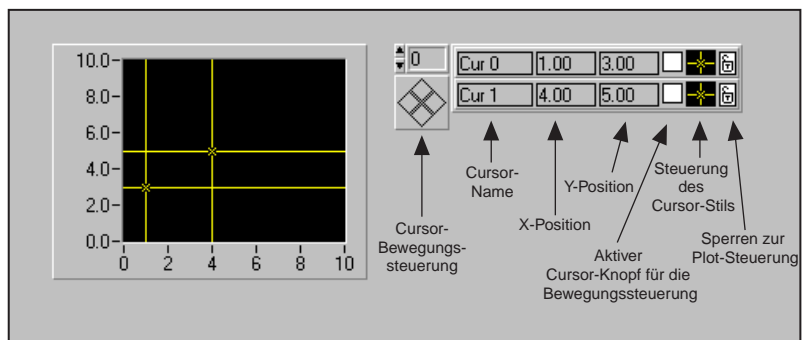 10.0
8.0
6.0
4.0
2.0
0.0
0 2 4 6 8 10
0
Cur 0 1.00 3.00
Cur 1 4.00 5.00
Cursor-
Bewegungs-
steuerung
Cursor-
Name
X-Position
Y-Position
Aktiver
Cursor-Knopf für die
Bewegungssteuerung
Steuerung
des
Cursor-Stils
Sperren zur
Plot-Steuerung